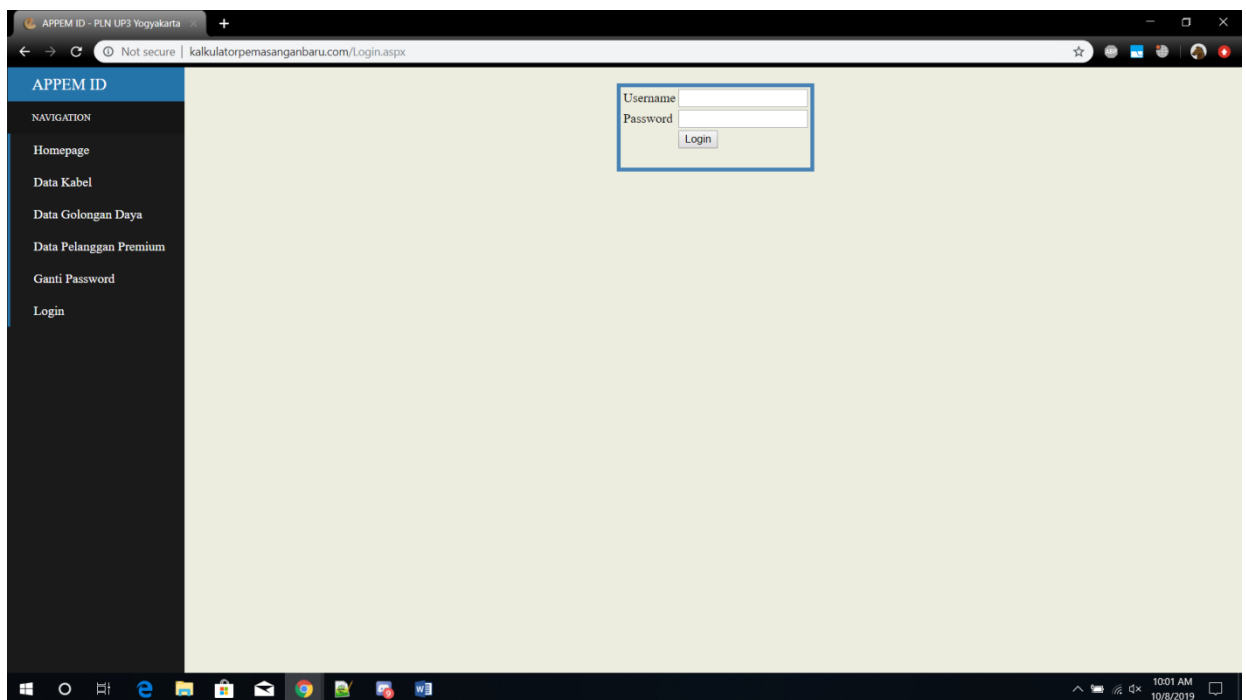 APPEM ID - PLN UP3 Yogyakarta
Not secure | kalkulatorpemasanganbaru.com/Login.aspx
APPEM ID
NAVIGATION
Homepage
Data Kabel
Data Golongan Daya
Data Pelanggan Premium
Ganti Password
Login
Username
Password
Login
10:01 AM
10/8/2019